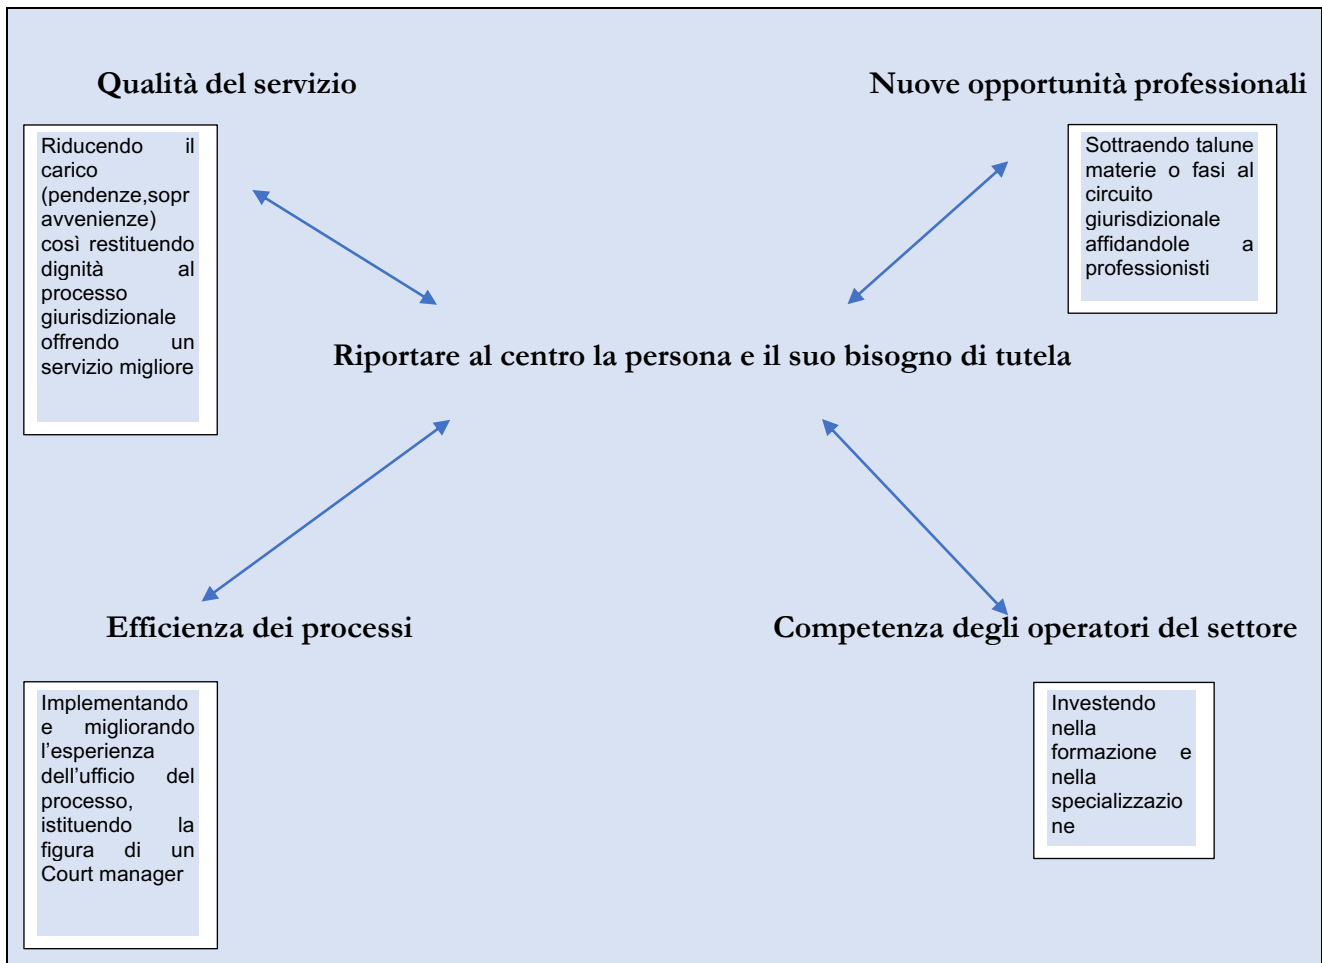 Qualità del servizio
Riducendo il
carico
(pendenze,sopr
avvenienze)
così restituendo
dignità al
processo
giurisdizionale
offrendo un
servizio migliore
Nuove opportunità professionali
Sottraendo talune
materie o fasi al
circuito
giurisdizionale
affidandole a
professionisti
Riportare al centro la persona e il suo bisogno di tutela
Efficienza dei processi
Implementando
e migliorando
l’esperienza
dell’ufficio del
processo,
istituendo la
figura di un
Court manager
Competenza degli operatori del settore
Investendo
nella
formazione e
nella
specializzazio
ne